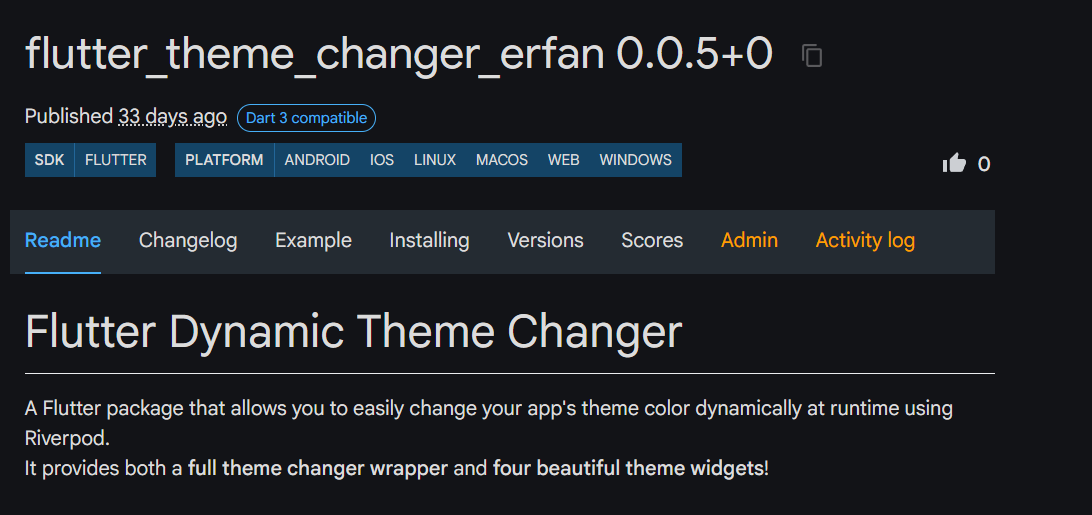 flutter_theme_changer_erfan 0.0.5+0
Published 33 days ago Dart 3 compatible
SDK FLUTTER PLATFORM ANDROID IOS LINUX MACOS WEB WINDOWS 0
Readme Changelog Example Installing Versions Scores Admin Activity log
Flutter Dynamic Theme Changer
A Flutter package that allows you to easily change your app's theme color dynamically at runtime using
Riverpod.
It provides both a full theme changer wrapper and four beautiful theme widgets!